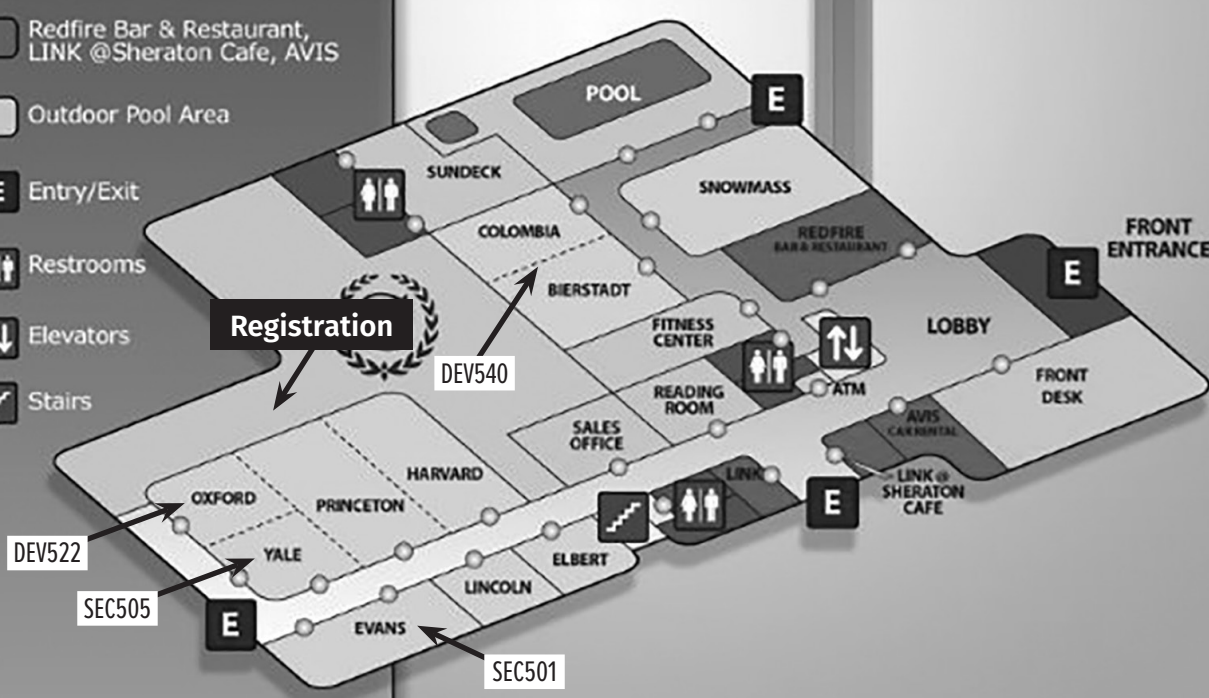 Redfire Bar & Restaurant,
LINK @Sheraton Cafe, AVIS
Outdoor Pool Area
E
Entry/Exit
Restrooms
Elevators
Stairs
POOL
E
SUNDECK
SNOWMASS
COLOMBIA
REDFIRE
BAR & RESTAURANT
FRONT
ENTRANCE
E
BIERSTADT
Registration
FITNESS
CENTER
LOBBY
DEV540
READING
ROOM
ATM
FRONT
DESK
SALES
OFFICE
AVIS
CAR RENTAL
HARVARD
LINK
LINK @
SHERATON
CAFE
E
OXFORD
PRINCETON
DEV522
YALE
ELBERT
SEC505
LINCOLN
E
EVANS
SEC501